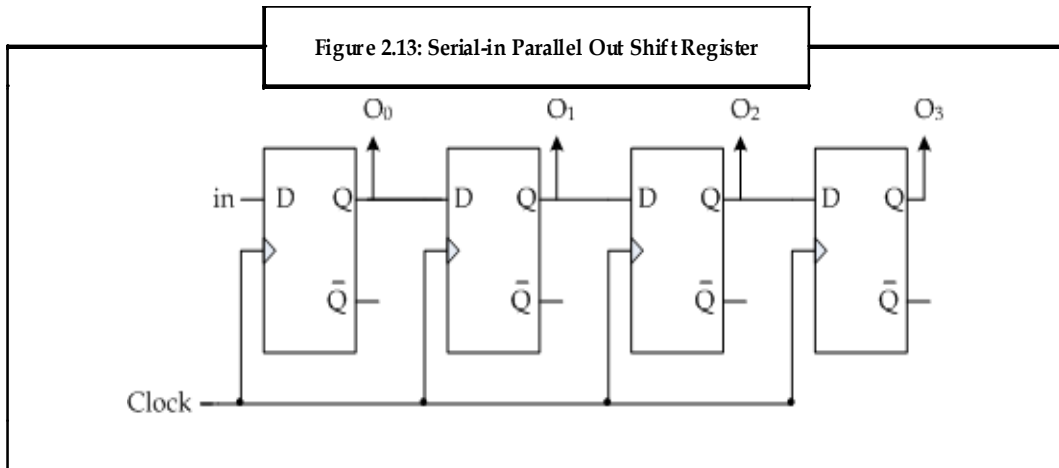 Figure 2.13: Serial-in Parallel Out Shift Register
O₀ O₁ O₂ O₃
in D Q D Q D Q D Q
Q̅ Q̅ Q̅ Q̅
Clock